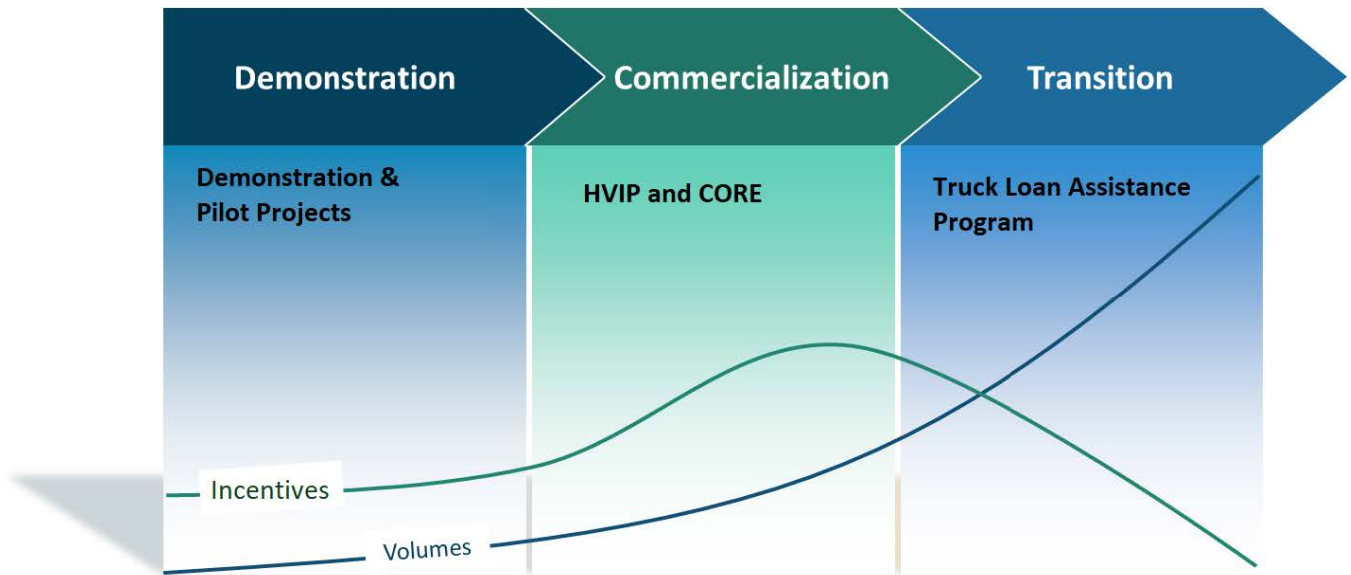 Demonstration
Commercialization
Transition
Demonstration &
Pilot Projects
HVIP and CORE
Truck Loan Assistance
Program
Incentives
Volumes